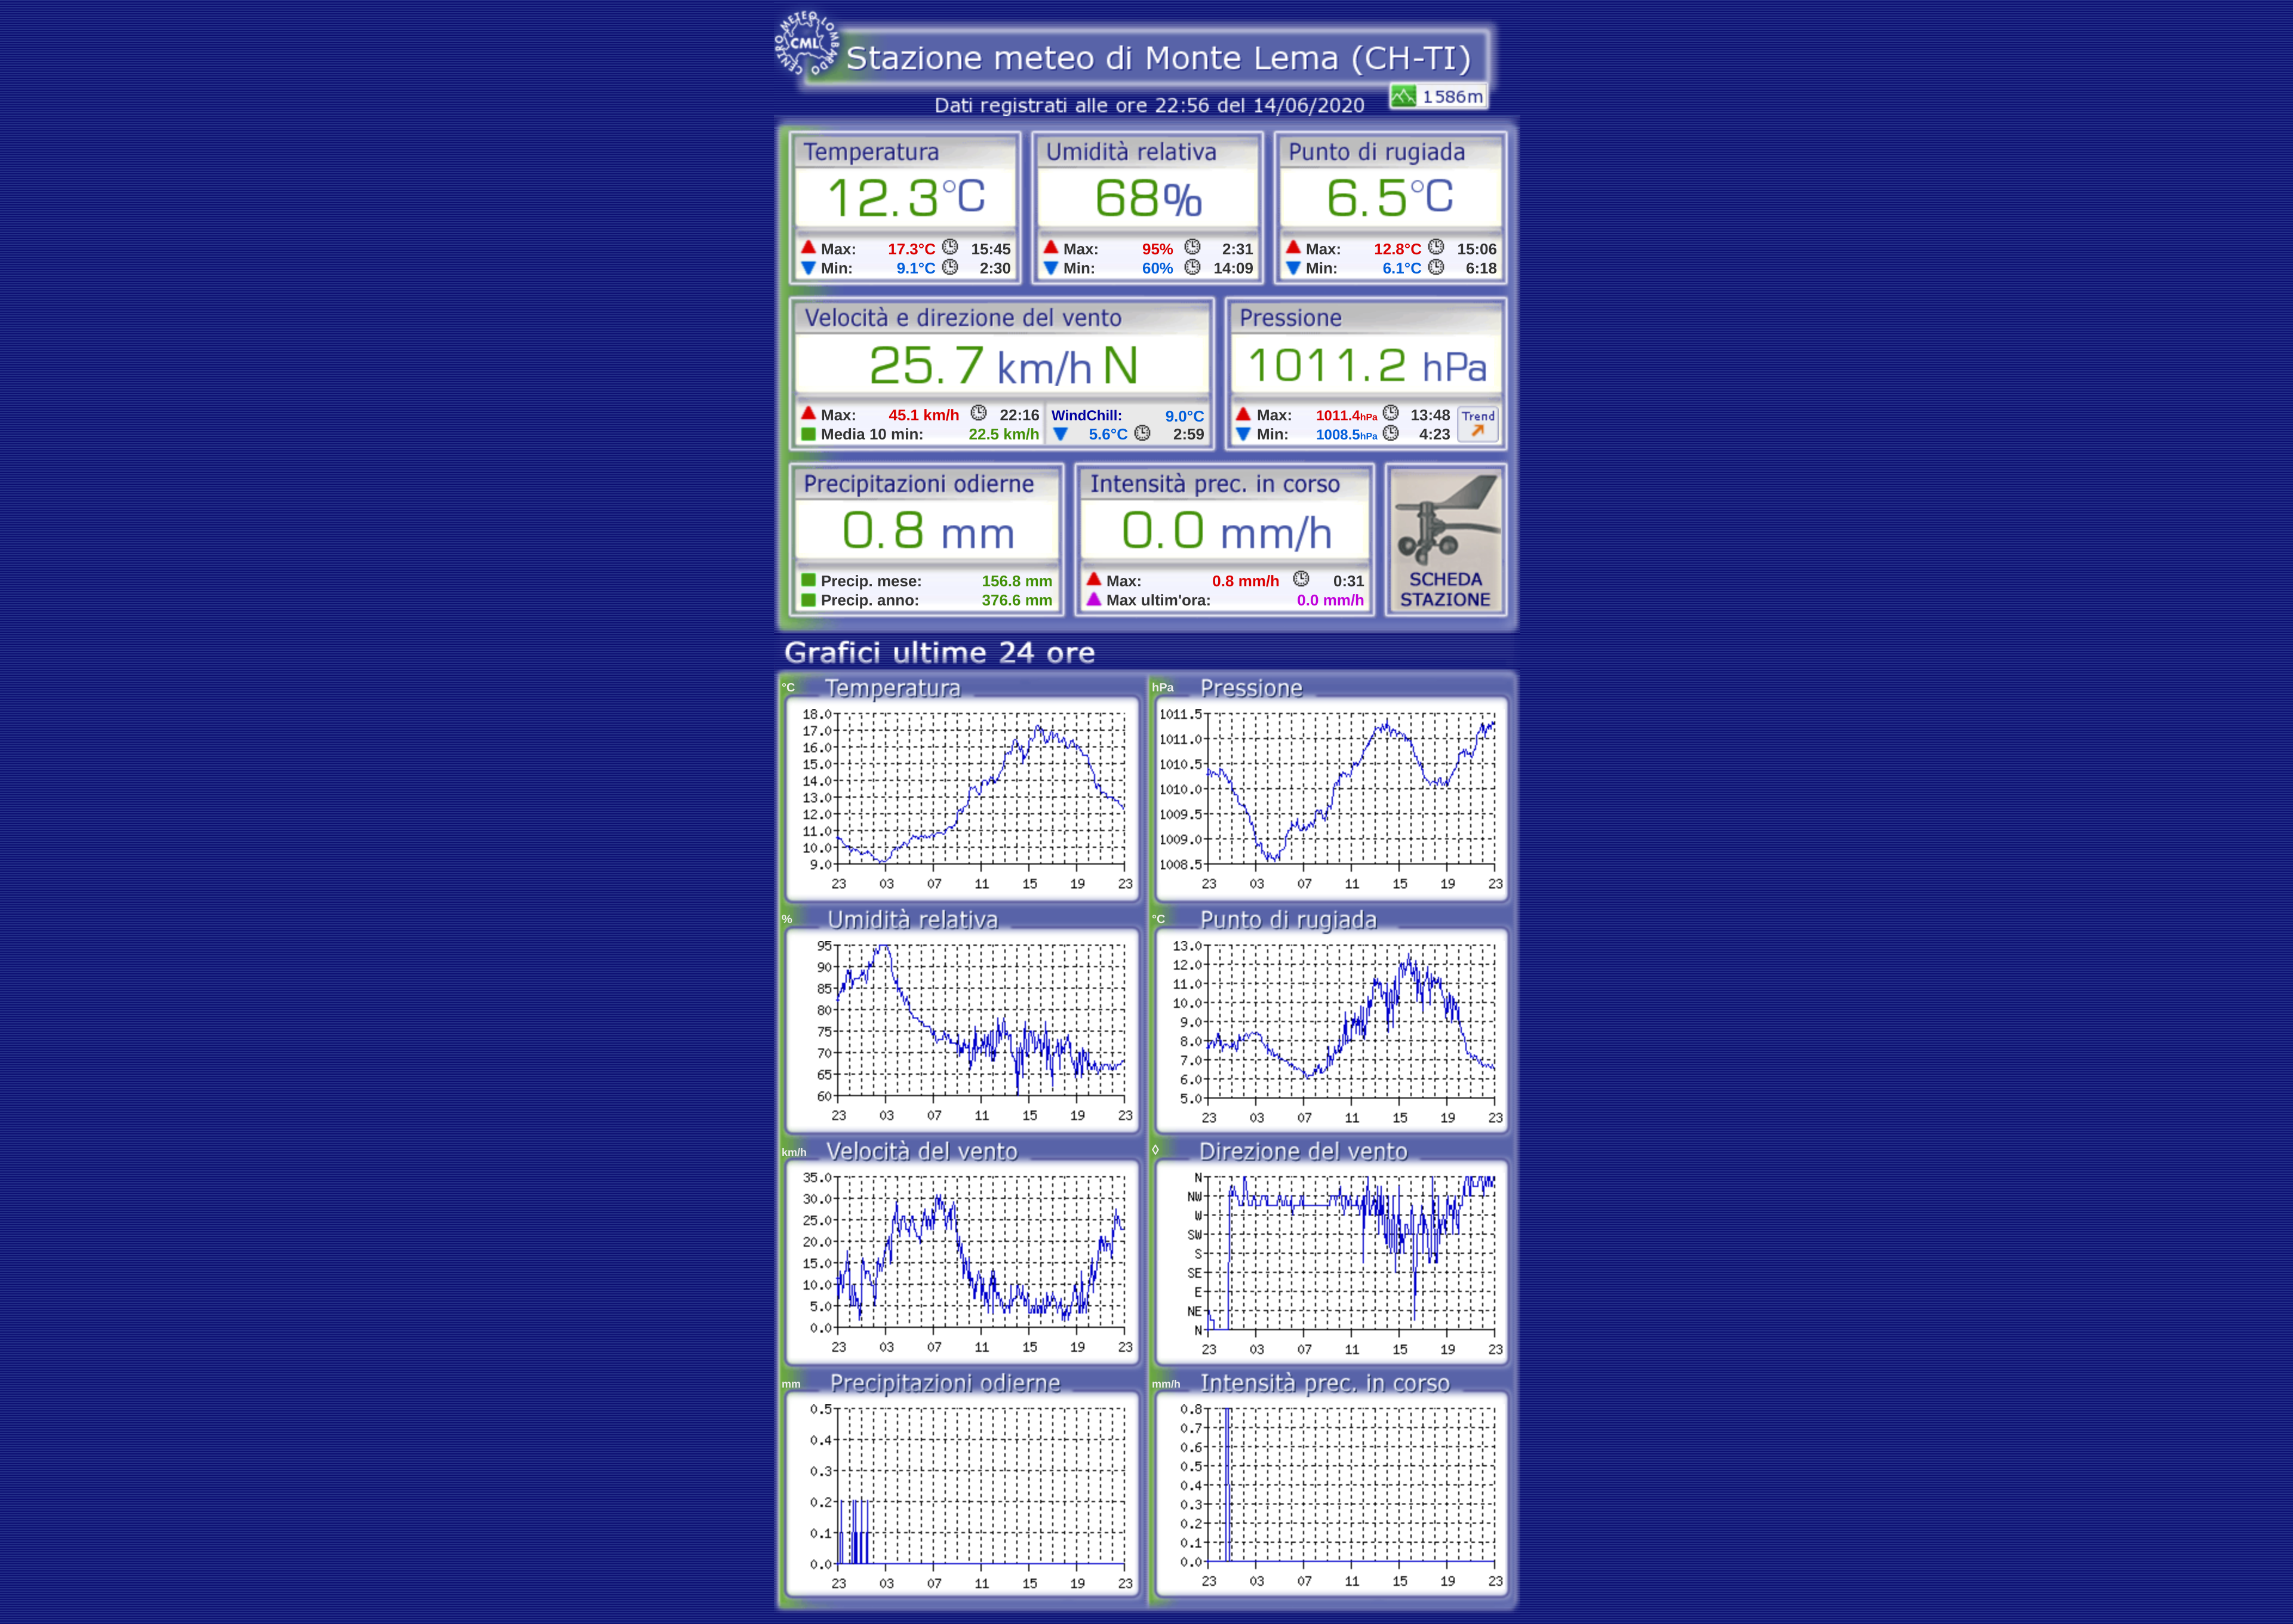 CENTRO METEO LOMBARDO
CML
Stazione meteo di Monte Lema (CH-TI)
Dati registrati alle ore 22:56 del 14/06/2020
1586m
Temperatura
12.3°C
Max: 17.3°C 15:45
Min: 9.1°C 2:30
Umidità relativa
68%
Max: 95% 2:31
Min: 60% 14:09
Punto di rugiada
6.5°C
Max: 12.8°C 15:06
Min: 6.1°C 6:18
Velocità e direzione del vento
25.7 km/h N
Max: 45.1 km/h 22:16
Media 10 min: 22.5 km/h
WindChill: 9.0°C
5.6°C 2:59
Pressione
1011.2 hPa
Max: 1011.4hPa 13:48
Min: 1008.5hPa 4:23
Trend
Precipitazioni odierne
0.8 mm
Precip. mese: 156.8 mm
Precip. anno: 376.6 mm
Intensità prec. in corso
0.0 mm/h
Max: 0.8 mm/h 0:31
Max ultim'ora: 0.0 mm/h
SCHEDA
STAZIONE
Grafici ultime 24 ore
°C Temperatura
18.0
17.0
16.0
15.0
14.0
13.0
12.0
11.0
10.0
9.0
23 03 07 11 15 19 23
hPa Pressione
1011.5
1011.0
1010.5
1010.0
1009.5
1009.0
1008.5
23 03 07 11 15 19 23
% Umidità relativa
95
90
85
80
75
70
65
60
23 03 07 11 15 19 23
°C Punto di rugiada
13.0
12.0
11.0
10.0
9.0
8.0
7.0
6.0
5.0
23 03 07 11 15 19 23
km/h Velocità del vento
35.0
30.0
25.0
20.0
15.0
10.0
5.0
0.0
23 03 07 11 15 19 23
◊ Direzione del vento
N
NW
W
SW
S
SE
E
NE
N
23 03 07 11 15 19 23
mm Precipitazioni odierne
0.5
0.4
0.3
0.2
0.1
0.0
23 03 07 11 15 19 23
mm/h Intensità prec. in corso
0.8
0.7
0.6
0.5
0.4
0.3
0.2
0.1
0.0
23 03 07 11 15 19 23